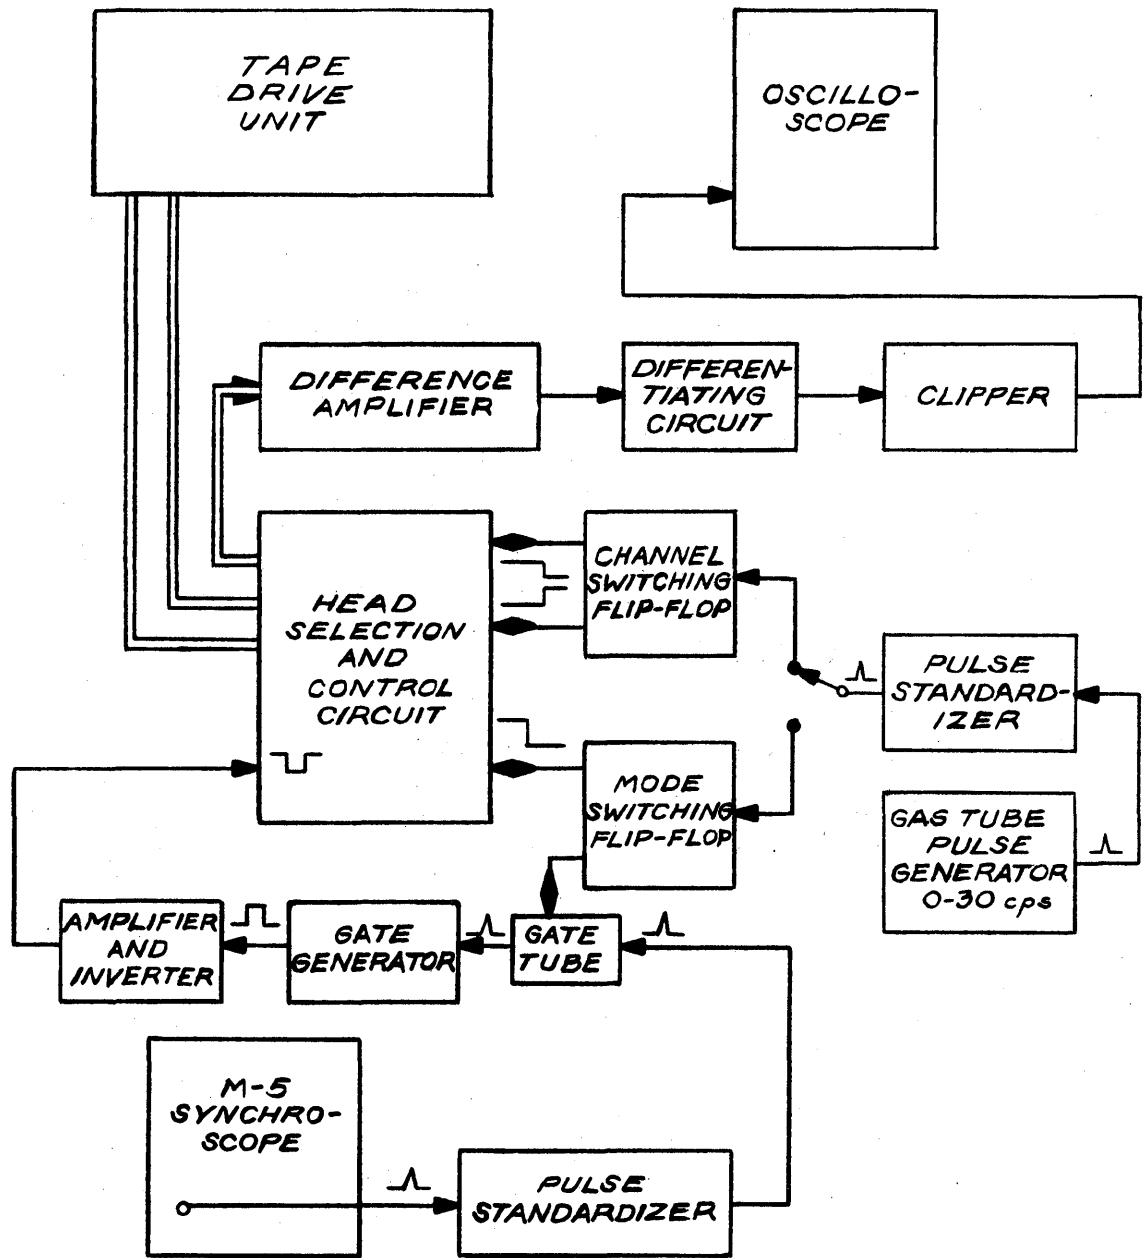 TAPE
DRIVE
UNIT
OSCILLO-
SCOPE
DIFFERENCE
AMPLIFIER
DIFFEREN-
TIATING
CIRCUIT
CLIPPER
HEAD
SELECTION
AND
CONTROL
CIRCUIT
CHANNEL
SWITCHING
FLIP-FLOP
PULSE
STANDARD-
IZER
MODE
SWITCHING
FLIP-FLOP
GAS TUBE
PULSE
GENERATOR
0-30 cps
AMPLIFIER
AND
INVERTER
GATE
GENERATOR
GATE
TUBE
M-5
SYNCHRO-
SCOPE
PULSE
STANDARDIZER